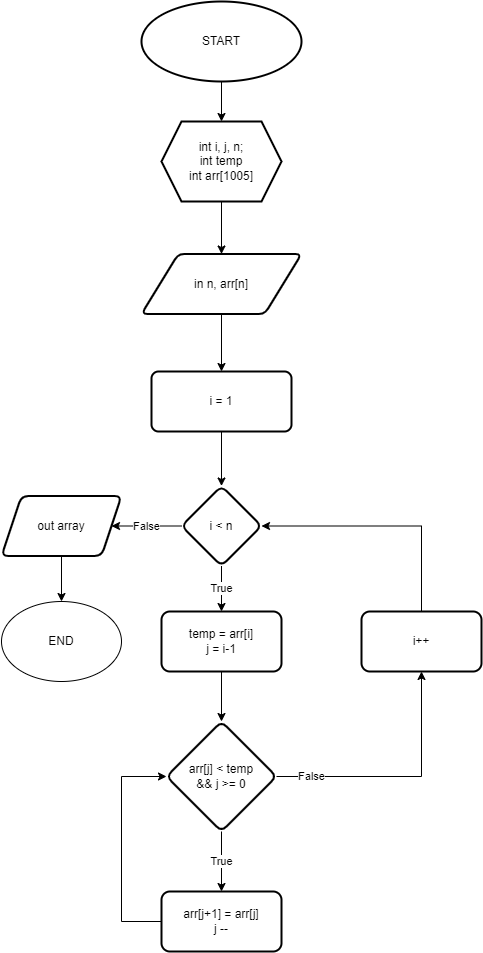 START
int i, j, n;
int temp
int arr[1005]
in n, arr[n]
i = 1
i < n
False
out array
END
True
temp = arr[i]
j = i-1
i++
arr[j] < temp
&& j >= 0
False
True
arr[j+1] = arr[j]
j --